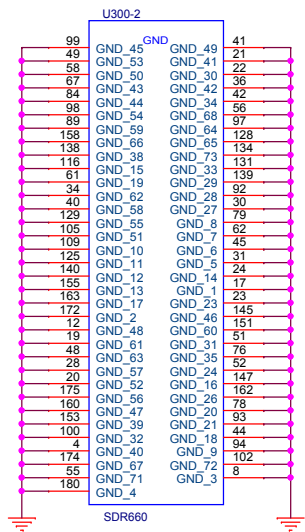 U300-2
GND
99 GND_45 GND_49 41
49 GND_53 GND_41 21
58 GND_50 GND_30 22
67 GND_43 GND_42 36
84 GND_44 GND_34 42
98 GND_54 GND_68 56
89 GND_59 GND_64 97
158 GND_66 GND_65 128
138 GND_38 GND_73 134
116 GND_15 GND_33 131
61 GND_19 GND_29 139
34 GND_62 GND_28 92
40 GND_58 GND_27 30
129 GND_55 GND_8 79
105 GND_51 GND_7 62
109 GND_10 GND_6 45
125 GND_11 GND_5 31
140 GND_12 GND_14 24
155 GND_13 GND_1 17
163 GND_17 GND_23 23
172 GND_2 GND_46 145
12 GND_48 GND_60 151
19 GND_61 GND_31 51
48 GND_63 GND_35 76
28 GND_57 GND_24 52
20 GND_52 GND_16 147
175 GND_56 GND_26 162
160 GND_47 GND_20 78
153 GND_39 GND_21 93
100 GND_32 GND_18 44
4 GND_40 GND_9 94
174 GND_67 GND_72 102
55 GND_71 GND_3 8
180 GND_4
SDR660